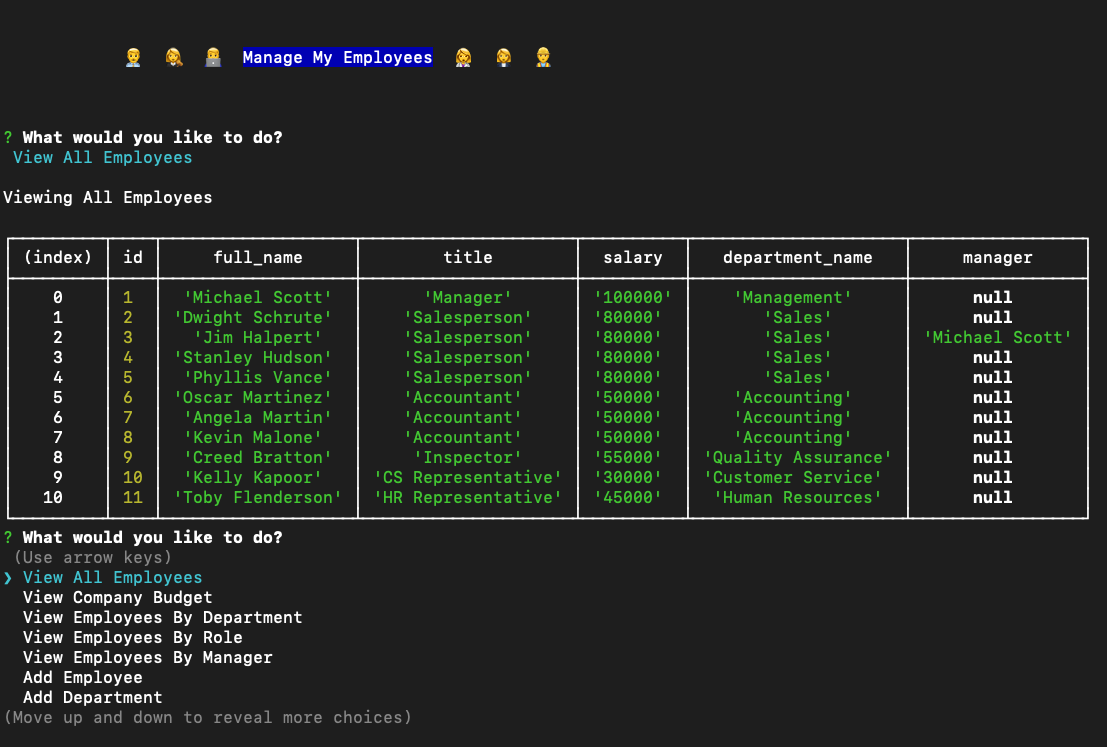 Manage My Employees
? What would you like to do?
View All Employees
Viewing All Employees
(index) id full_name title salary department_name manager
0 1 'Michael Scott' 'Manager' '100000' 'Management' null
1 2 'Dwight Schrute' 'Salesperson' '80000' 'Sales' null
2 3 'Jim Halpert' 'Salesperson' '80000' 'Sales' 'Michael Scott'
3 4 'Stanley Hudson' 'Salesperson' '80000' 'Sales' null
4 5 'Phyllis Vance' 'Salesperson' '80000' 'Sales' null
5 6 'Oscar Martinez' 'Accountant' '50000' 'Accounting' null
6 7 'Angela Martin' 'Accountant' '50000' 'Accounting' null
7 8 'Kevin Malone' 'Accountant' '50000' 'Accounting' null
8 9 'Creed Bratton' 'Inspector' '55000' 'Quality Assurance' null
9 10 'Kelly Kapoor' 'CS Representative' '30000' 'Customer Service' null
10 11 'Toby Flenderson' 'HR Representative' '45000' 'Human Resources' null
? What would you like to do?
(Use arrow keys)
❯ View All Employees
View Company Budget
View Employees By Department
View Employees By Role
View Employees By Manager
Add Employee
Add Department
(Move up and down to reveal more choices)